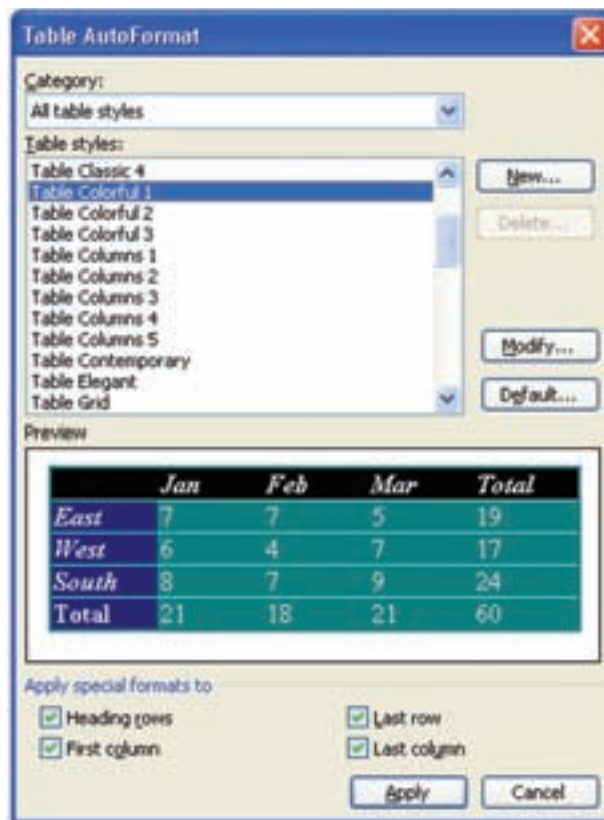 Table AutoFormat
Category:
All table styles
Table styles:
Table Classic 4
Table Colorful 1
Table Colorful 2
Table Colorful 3
Table Columns 1
Table Columns 2
Table Columns 3
Table Columns 4
Table Columns 5
Table Contemporary
Table Elegant
Table Grid
New...
Delete...
Modify...
Default...
Preview
Jan Feb Mar Total
East 7 7 5 19
West 6 4 7 17
South 8 7 9 24
Total 21 18 21 60
Apply special formats to
Heading rows Last row
First column Last column
Apply Cancel